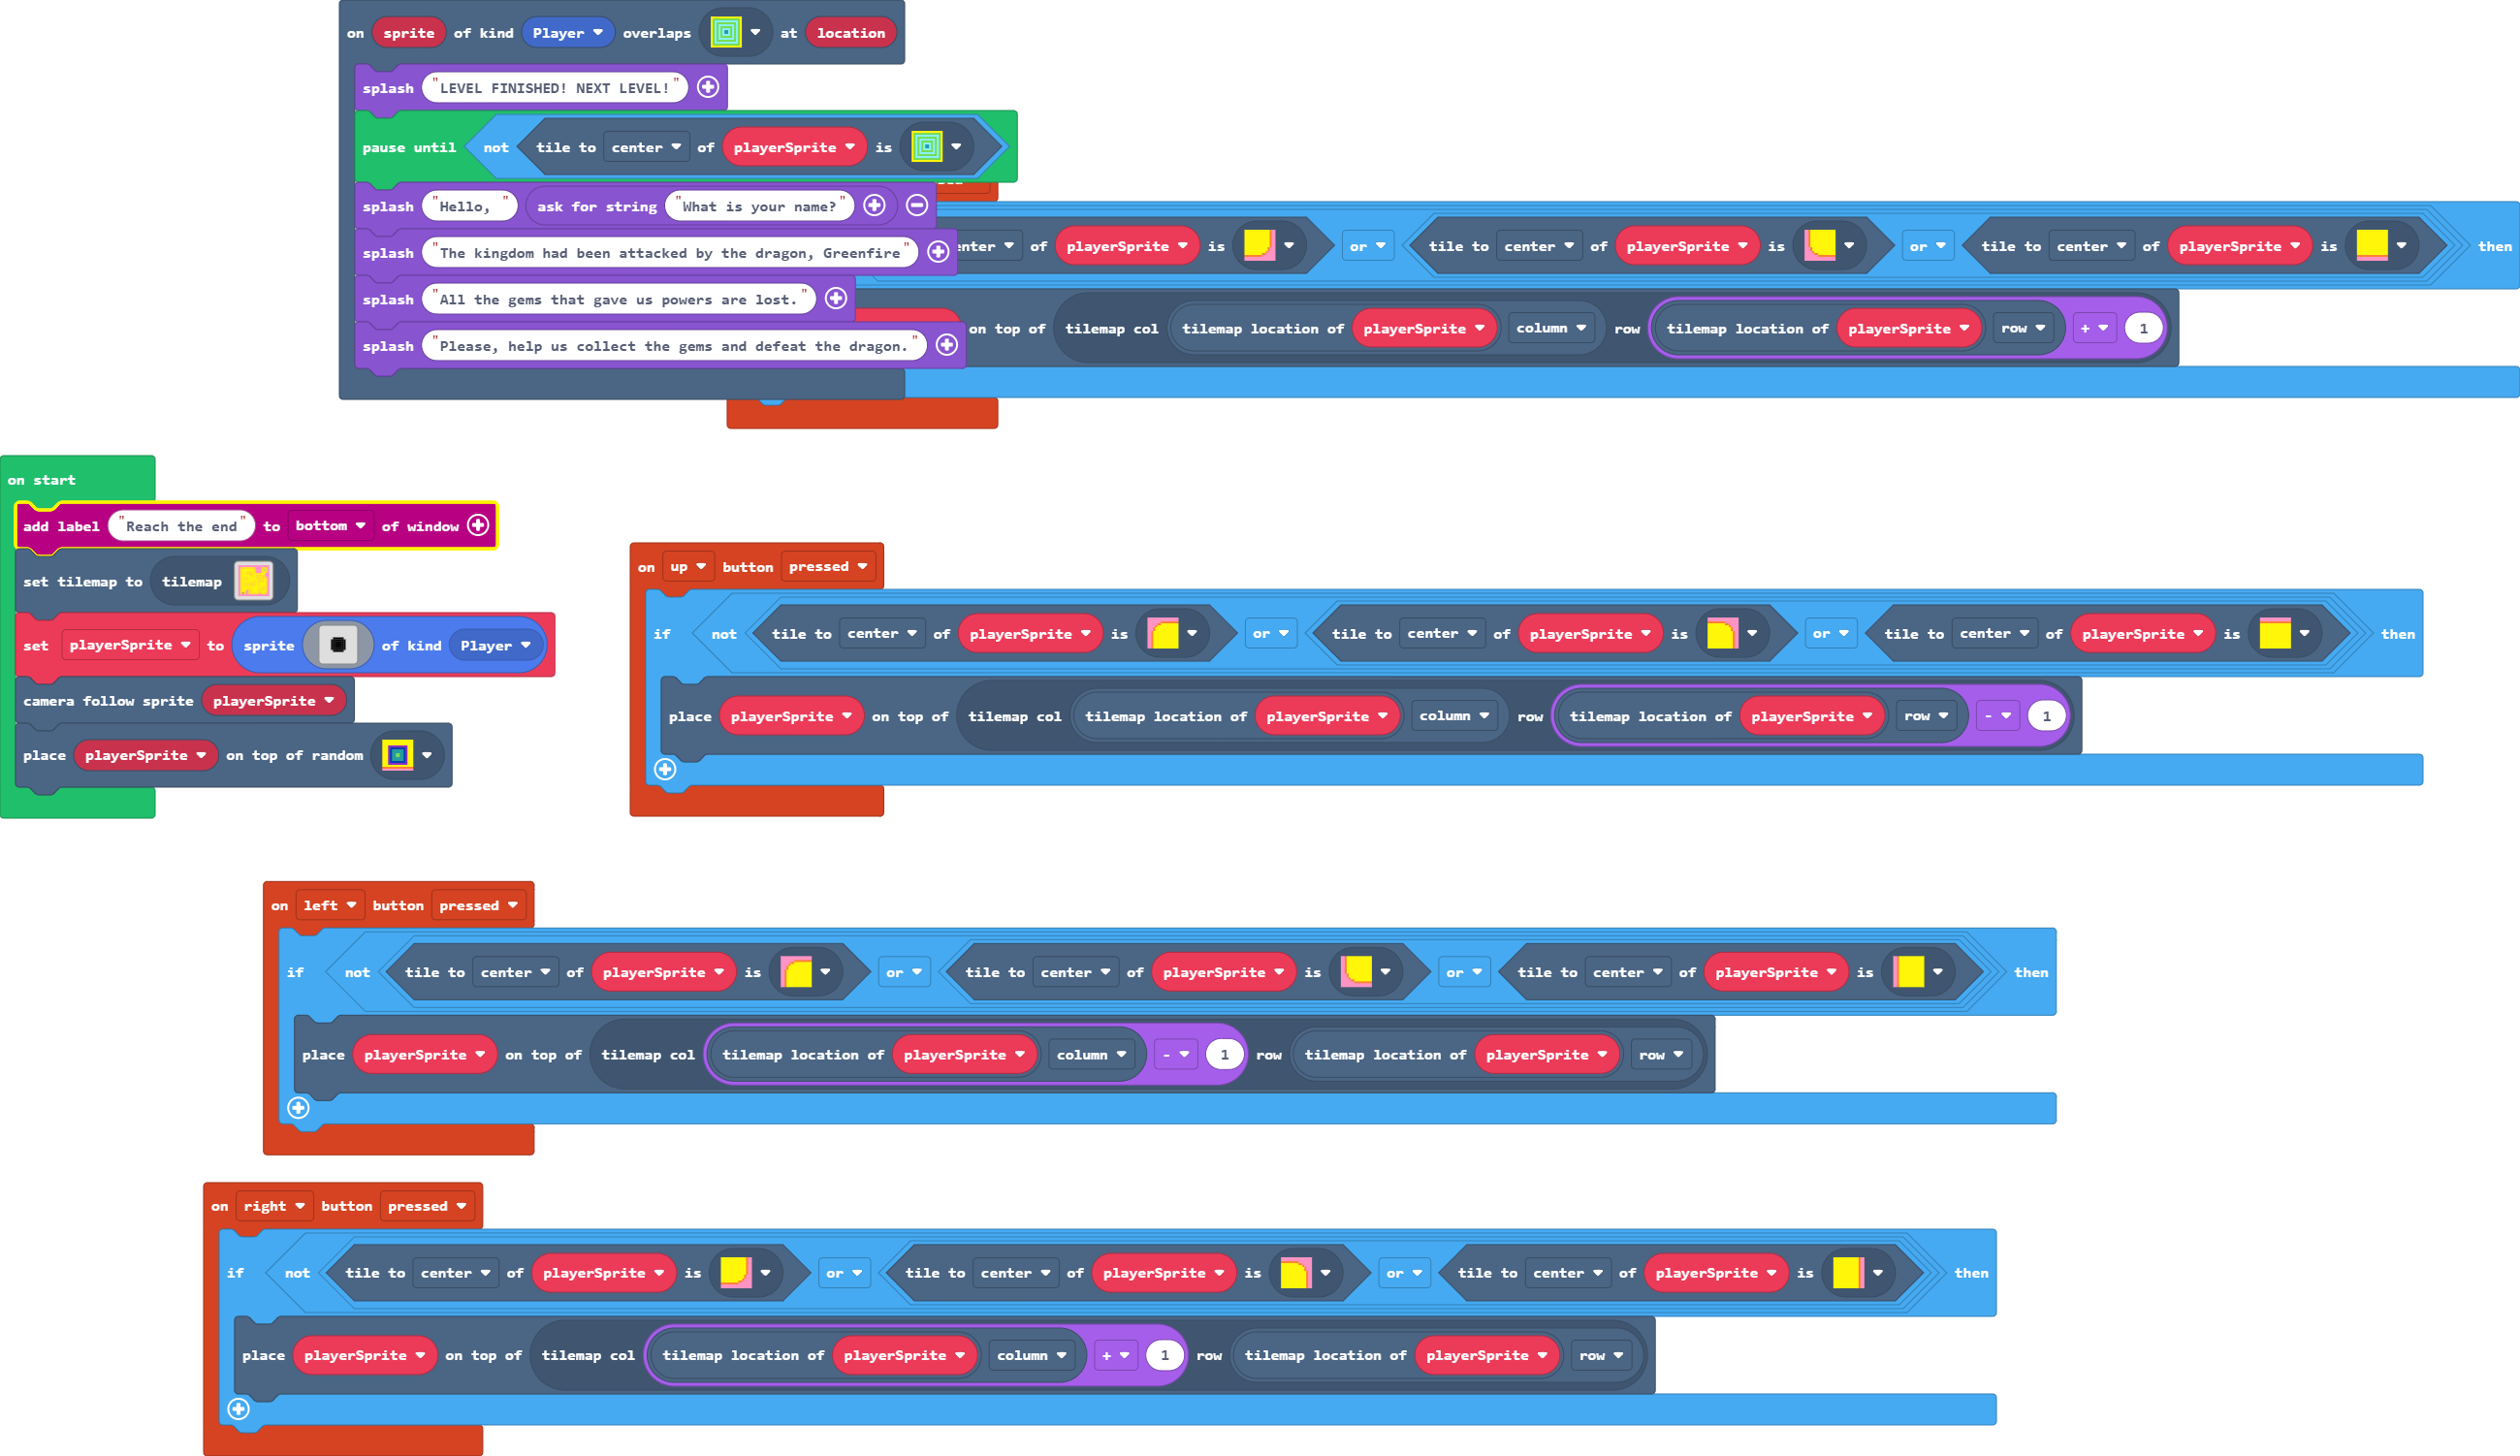 on sprite of kind Player overlaps at location
splash "LEVEL FINISHED! NEXT LEVEL!"
pause until not tile to center of playerSprite is
splash "Hello, " ask for string "What is your name?"
of playerSprite is or tile to center of playerSprite is or tile to center of playerSprite is then
splash "The kingdom had been attacked by the dragon, Greenfire"
splash "All the gems that gave us powers are lost."
on top of tilemap col tilemap location of playerSprite column row tilemap location of playerSprite row + 1
splash "Please, help us collect the gems and defeat the dragon."
on start
add label "Reach the end" to bottom of window
set tilemap to tilemap
set playerSprite to sprite of kind Player
camera follow sprite playerSprite
place playerSprite on top of random
on up button pressed
if not tile to center of playerSprite is or tile to center of playerSprite is or tile to center of playerSprite is then
place playerSprite on top of tilemap col tilemap location of playerSprite column row tilemap location of playerSprite row - 1
on left button pressed
if not tile to center of playerSprite is or tile to center of playerSprite is or tile to center of playerSprite is then
place playerSprite on top of tilemap col tilemap location of playerSprite column - 1 row tilemap location of playerSprite row
on right button pressed
if not tile to center of playerSprite is or tile to center of playerSprite is or tile to center of playerSprite is then
place playerSprite on top of tilemap col tilemap location of playerSprite column + 1 row tilemap location of playerSprite row